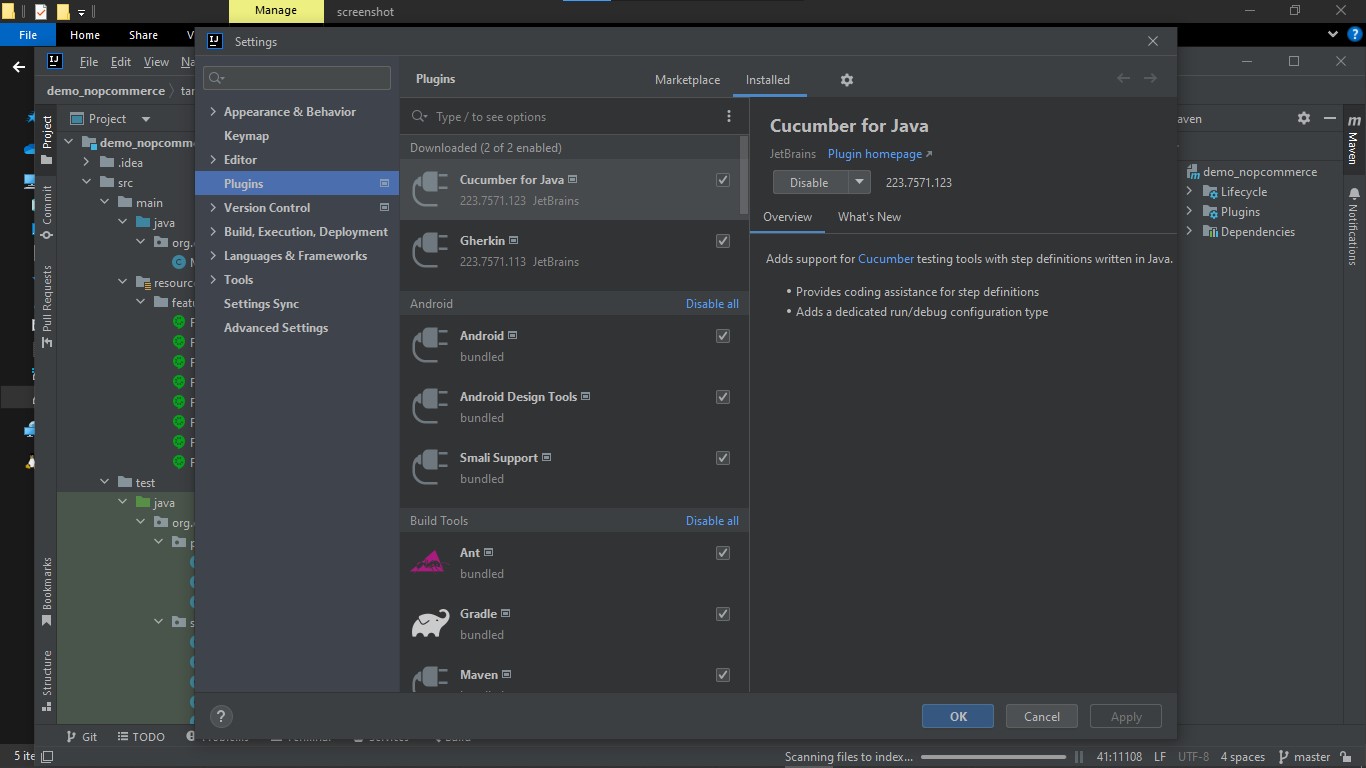 Manage
screenshot
File
Home
Share
V
Settings
File
Edit
View
Na
demo_nopcommerce
tar
Project
demo_nopcomme
.idea
src
main
java
org.
resource
featu
test
java
org.
Project
Commit
Pull Requests
Bookmarks
Structure
Appearance & Behavior
Keymap
Editor
Plugins
Version Control
Build, Execution, Deployment
Languages & Frameworks
Tools
Settings Sync
Advanced Settings
?
Plugins
Marketplace
Installed
Type / to see options
Downloaded (2 of 2 enabled)
Cucumber for Java
223.7571.123 JetBrains
Gherkin
223.7571.113 JetBrains
Android
Disable all
Android
bundled
Android Design Tools
bundled
Smali Support
bundled
Build Tools
Disable all
Ant
bundled
Gradle
bundled
Maven
Cucumber for Java
JetBrains Plugin homepage ↗
Disable
223.7571.123
Overview
What's New
Adds support for Cucumber testing tools with step definitions written in Java.
• Provides coding assistance for step definitions
• Adds a dedicated run/debug configuration type
OK
Cancel
Apply
aven
demo_nopcommerce
Lifecycle
Plugins
Dependencies
Maven
Notifications
Git
TODO
Problems
Terminal
Services
Build
5 ite
Scanning files to index...
41:11108
LF
UTF-8
4 spaces
master